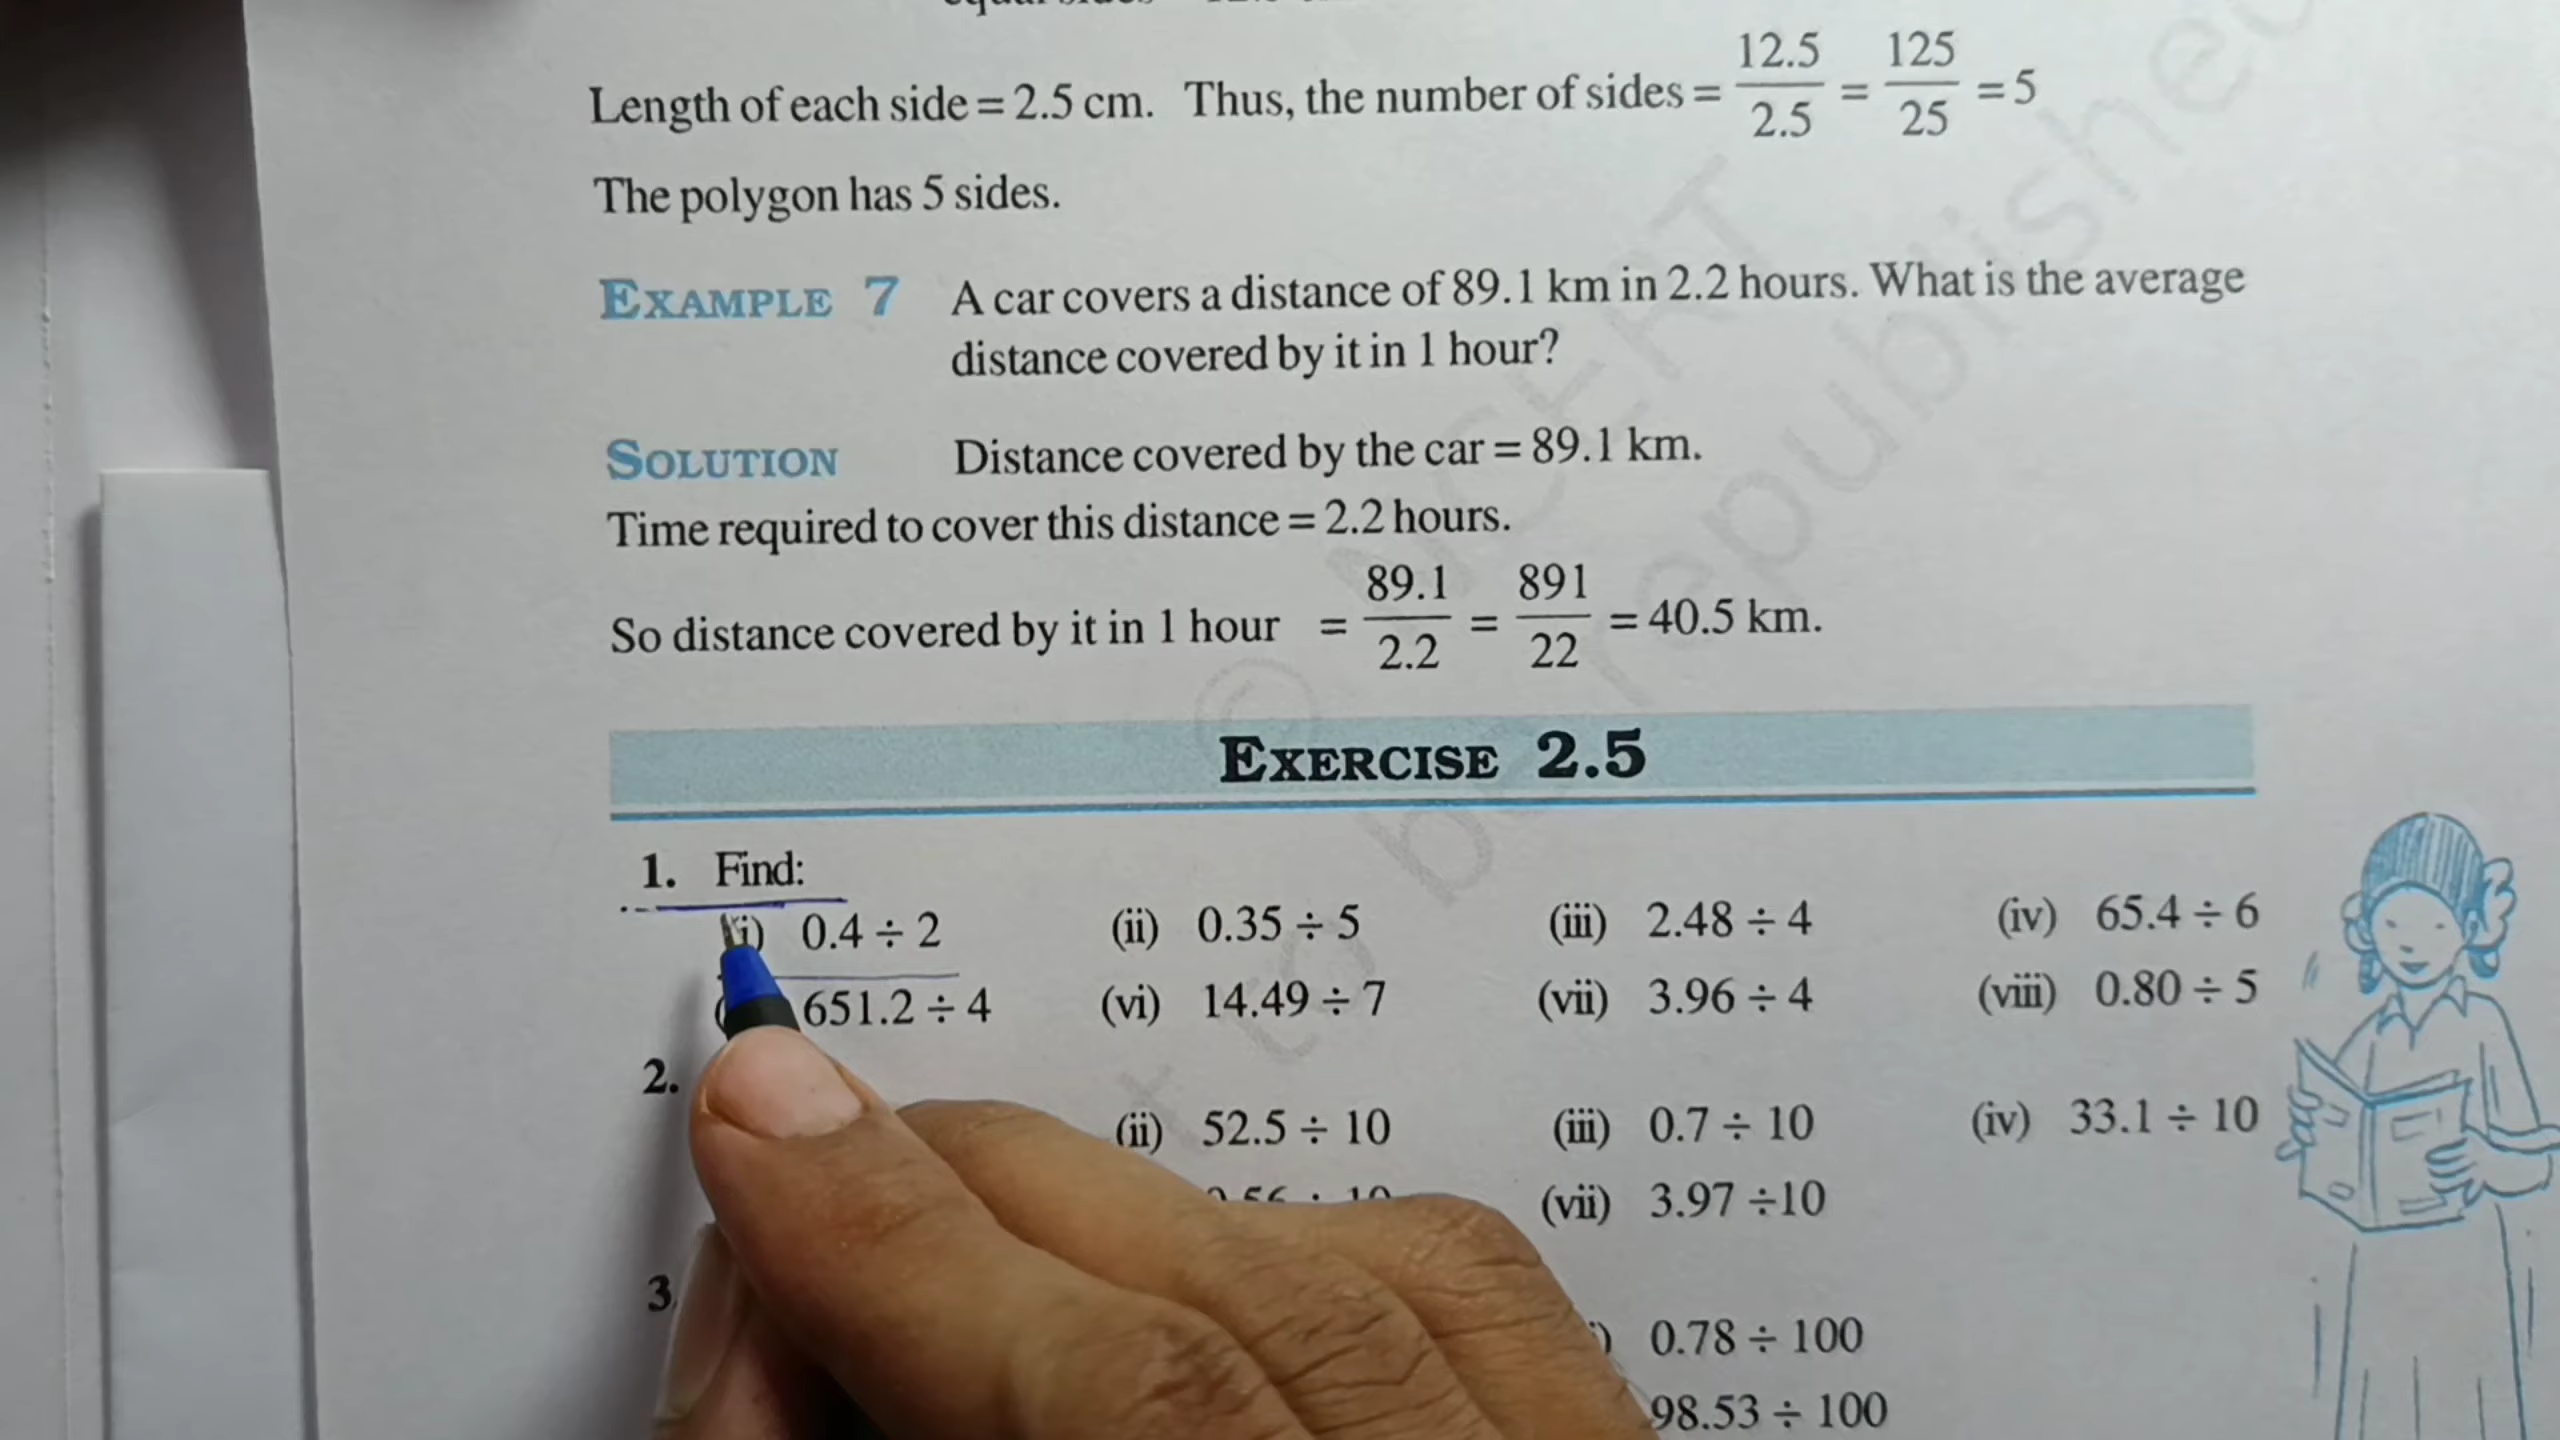 Length of each side = 2.5 cm. Thus, the number of sides = 12.5/2.5 = 125/25 = 5
The polygon has 5 sides.
EXAMPLE 7 A car covers a distance of 89.1 km in 2.2 hours. What is the average
distance covered by it in 1 hour?
SOLUTION Distance covered by the car = 89.1 km.
Time required to cover this distance = 2.2 hours.
So distance covered by it in 1 hour = 89.1/2.2 = 891/22 = 40.5 km.
EXERCISE 2.5
1. Find:
(i) 0.4 ÷ 2 (ii) 0.35 ÷ 5 (iii) 2.48 ÷ 4 (iv) 65.4 ÷ 6
651.2 ÷ 4 (vi) 14.49 ÷ 7 (vii) 3.96 ÷ 4 (viii) 0.80 ÷ 5
2.
(ii) 52.5 ÷ 10 (iii) 0.7 ÷ 10 (iv) 33.1 ÷ 10
(vii) 3.97 ÷10
3.
0.78 ÷ 100
98.53 ÷ 100
© NCERT
be republished